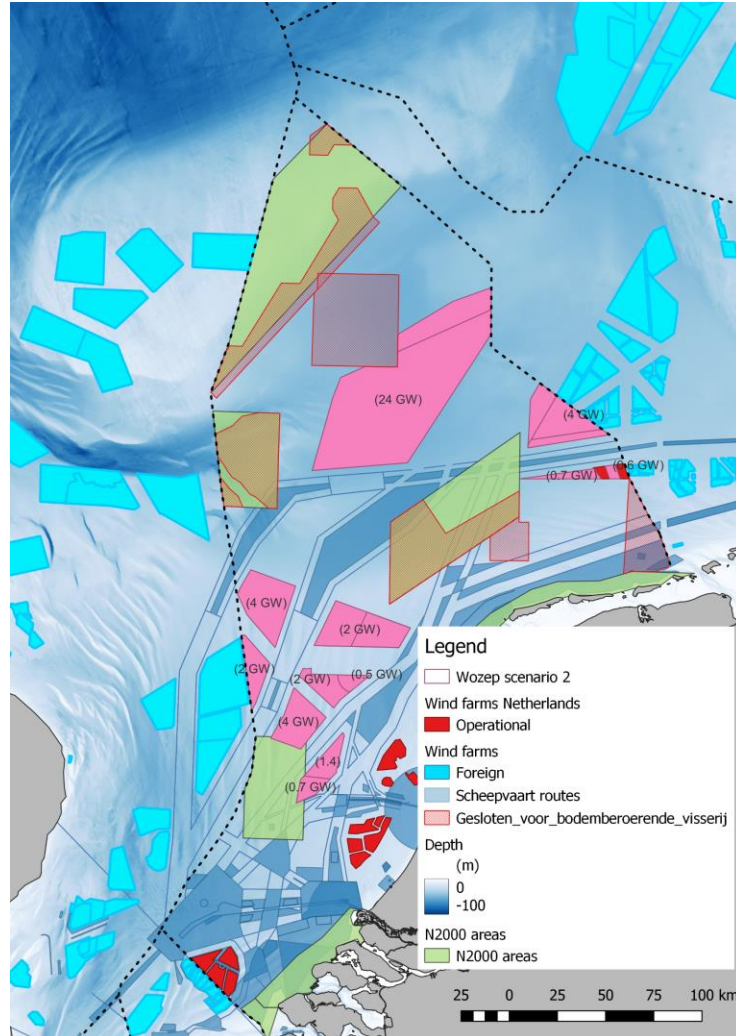 (24 GW)
(4 GW)
(0.6 GW)
(0.7 GW)
(4 GW)
(2 GW)
(2 GW)
(2 GW)
(0.5 GW)
(4 GW)
(1.4)
(0.7 GW)
Legend
Wozep scenario 2
Wind farms Netherlands
Operational
Wind farms
Foreign
Scheepvaart routes
Gesloten_voor_bodemberoerende_visserij
Depth
(m)
0
-100
N2000 areas
N2000 areas
25 0 25 50 75 100 km